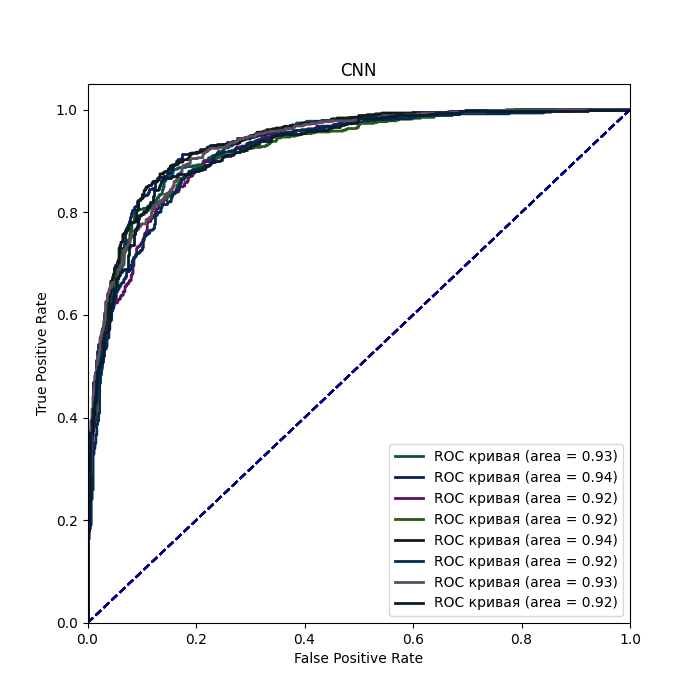 CNN
True Positive Rate
1.0
0.8
0.6
0.4
0.2
0.0
ROC кривая (area = 0.93)
ROC кривая (area = 0.94)
ROC кривая (area = 0.92)
ROC кривая (area = 0.92)
ROC кривая (area = 0.94)
ROC кривая (area = 0.92)
ROC кривая (area = 0.93)
ROC кривая (area = 0.92)
0.0 0.2 0.4 0.6 0.8 1.0
False Positive Rate